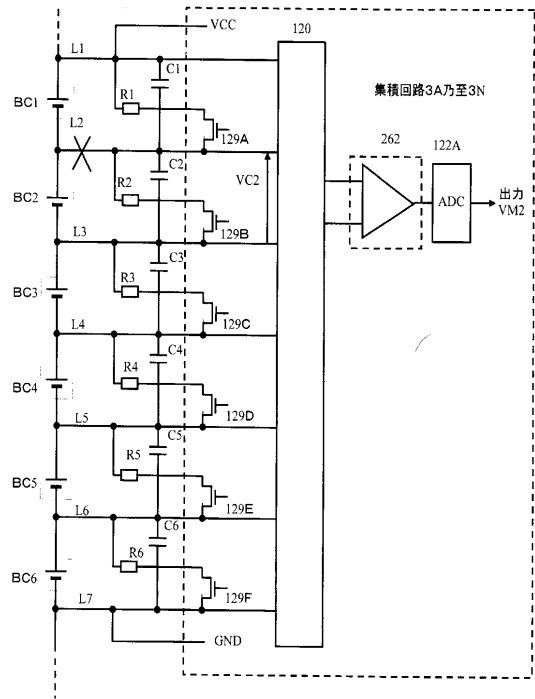 120
L1
VCC
C1
BC1
R1
集積回路3A乃至3N
129A
L2
262
122A
C2
VC2
BC2
R2
ADC
出力
VM2
129B
L3
C3
BC3
R3
129C
L4
C4
BC4
R4
129D
L5
C5
BC5
R5
129E
L6
C6
BC6
R6
129F
L7
GND